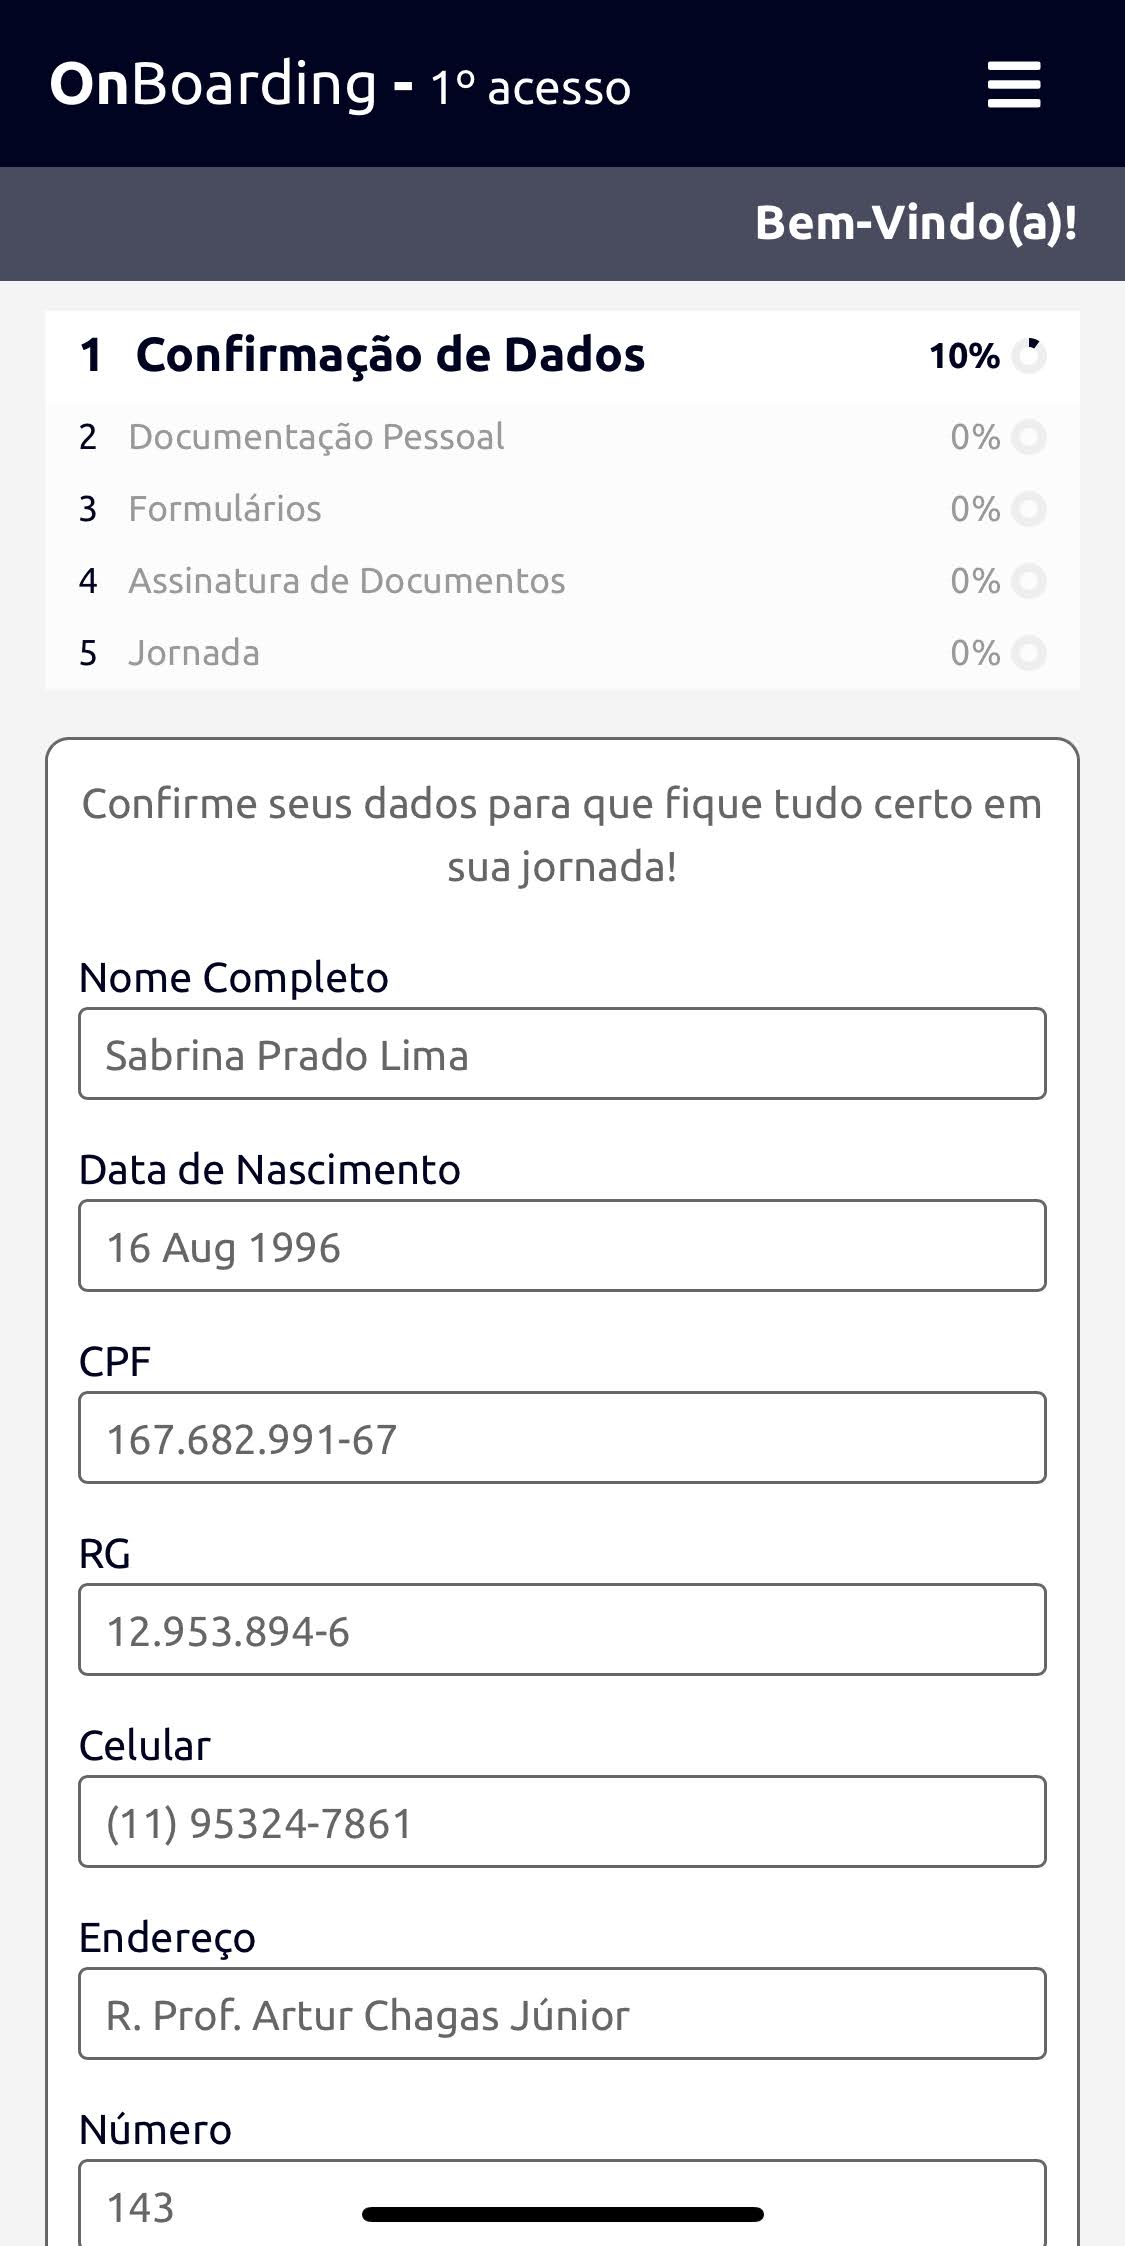 OnBoarding - 1º acesso
Bem-Vindo(a)!
1 Confirmação de Dados 10%
2 Documentação Pessoal 0%
3 Formulários 0%
4 Assinatura de Documentos 0%
5 Jornada 0%
Confirme seus dados para que fique tudo certo em
sua jornada!
Nome Completo
Sabrina Prado Lima
Data de Nascimento
16 Aug 1996
CPF
167.682.991-67
RG
12.953.894-6
Celular
(11) 95324-7861
Endereço
R. Prof. Artur Chagas Júnior
Número
143